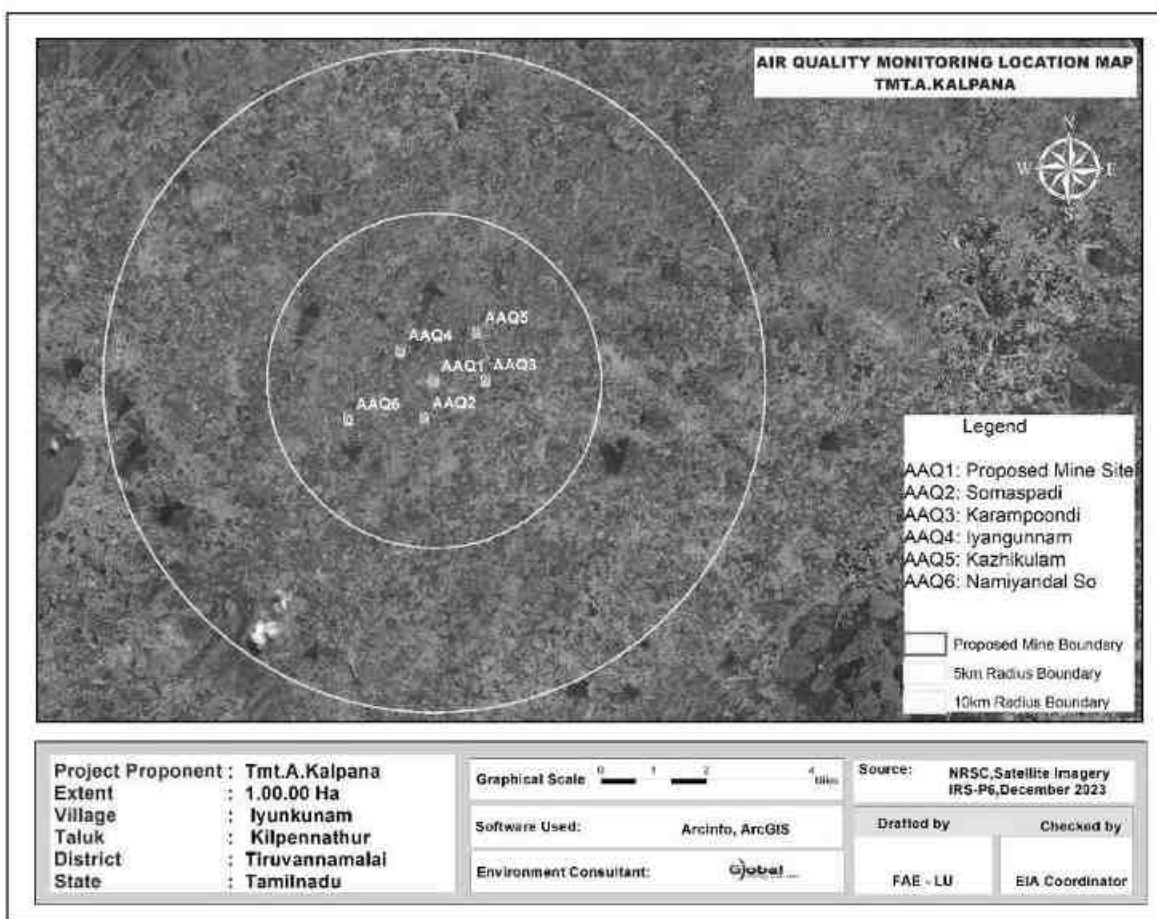 AIR QUALITY MONITORING LOCATION MAP
TMT.A.KALPANA
N
W E
S
AAQ5
AAQ4
AAQ1 AAQ3
AAQ6 AAQ2
Legend
AAQ1: Proposed Mine Site
AAQ2: Somaspadi
AAQ3: Karampoondi
AAQ4: Iyangunnam
AAQ5: Kazhikulam
AAQ6: Namiyandal So
Proposed Mine Boundary
5km Radius Boundary
10km Radius Boundary
Project Proponent : Tmt.A.Kalpana
Extent : 1.00.00 Ha
Village : Iyunkunam
Taluk : Kilpennathur
District : Tiruvannamalai
State : Tamilnadu
Graphical Scale 0 1 2 4
Miles
Software Used: Arcinfo, ArcGIS
Environment Consultant: Global
Source: NRSC,Satellite Imagery
IRS-P6,December 2023
Drafted by Checked by
FAE - LU EIA Coordinator